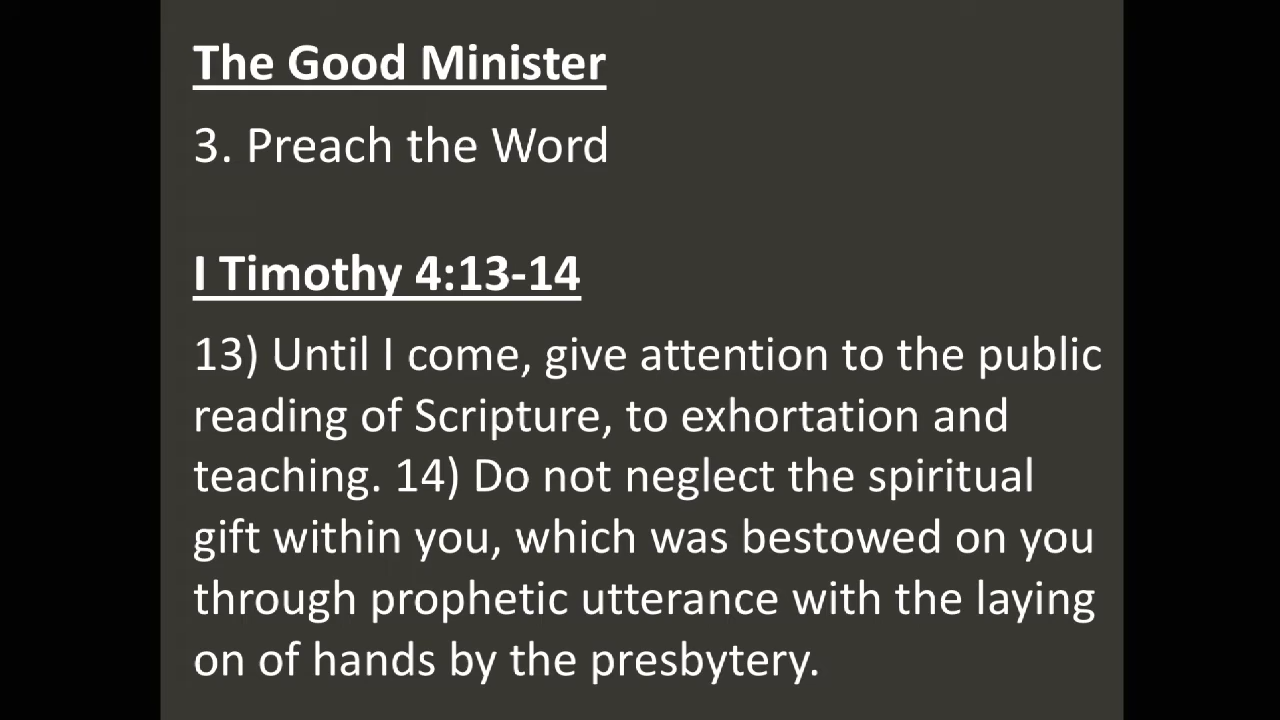 The Good Minister
3. Preach the Word
I Timothy 4:13-14
13) Until I come, give attention to the public
reading of Scripture, to exhortation and
teaching. 14) Do not neglect the spiritual
gift within you, which was bestowed on you
through prophetic utterance with the laying
on of hands by the presbytery.